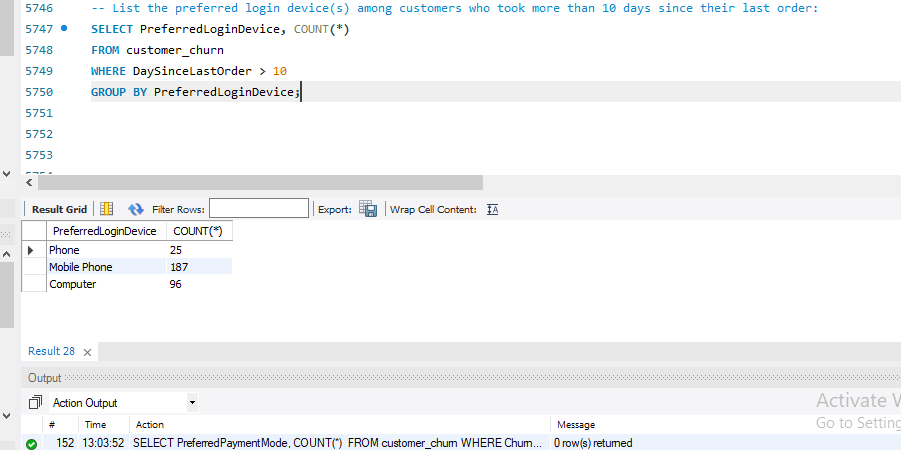 5746 -- List the preferred login device(s) among customers who took more than 10 days since their last order:
5747 SELECT PreferredLoginDevice, COUNT(*)
5748 FROM customer_churn
5749 WHERE DaySinceLastOrder > 10
5750 GROUP BY PreferredLoginDevice;
5751
5752
5753
Result Grid Filter Rows: Export: Wrap Cell Content:
PreferredLoginDevice COUNT(*)
Phone 25
Mobile Phone 187
Computer 96
Result 28
Output
Action Output
Activate
Go to Setting
# Time Action Message
152 13:03:52 SELECT PreferredPaymentMode, COUNT(*) FROM customer_churn WHERE Churn... 0 row(s) returned